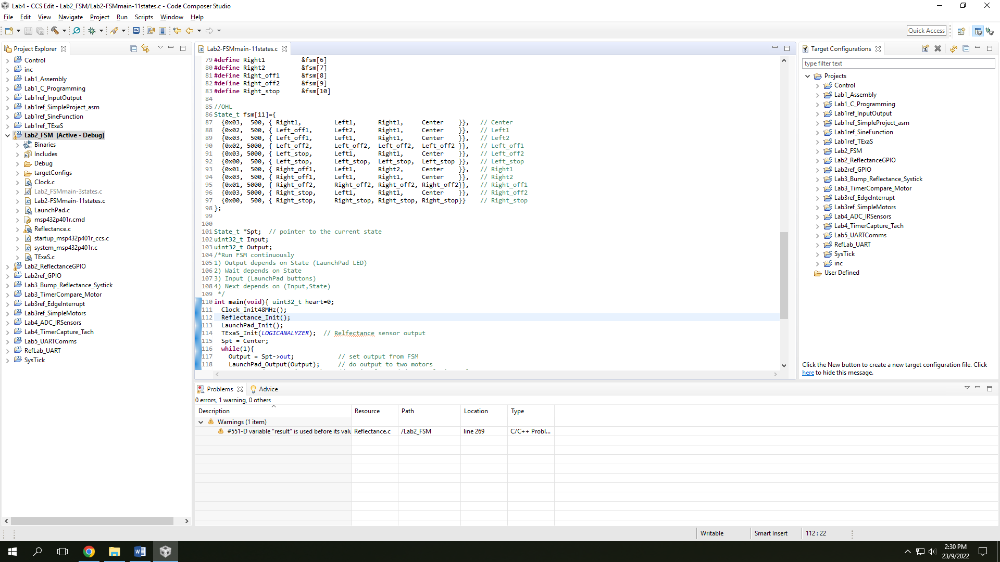 Lab4 - CCS Edit - Lab2_FSM/Lab2-FSMmain-11states.c - Code Composer Studio
File Edit View Navigate Project Run Scripts Window Help
Quick Access
Project Explorer
Control
inc
Lab1_Assembly
Lab1_C_Programming
Lab1ref_InputOutput
Lab1ref_SimpleProject_asm
Lab1ref_SineFunction
Lab1ref_TExaS
Lab2_FSM [Active - Debug]
Binaries
Includes
Debug
targetConfigs
Clock.c
Lab2_FSMmain-3states.c
Lab2-FSMmain-11states.c
LaunchPad.c
msp432p401r.cmd
Reflectance.c
startup_msp432p401r_ccs.c
system_msp432p401r.c
TExaS.c
Lab2_ReflectanceGPIO
Lab2ref_GPIO
Lab3_Bump_Reflectance_Systick
Lab3_TimerCompare_Motor
Lab3ref_EdgeInterrupt
Lab3ref_SimpleMotors
Lab4_ADC_IRSensors
Lab4_TimerCapture_Tach
Lab5_UARTComms
RefLab_UART
SysTick
Lab2-FSMmain-11states.c
79 #define Right1 &fsm[6]
80 #define Right2 &fsm[7]
81 #define Right_off1 &fsm[8]
82 #define Right_off2 &fsm[9]
83 #define Right_stop &fsm[10]
84
85 //OHL
86 State_t fsm[11]={
87 {0x03, 500, { Right1, Left1, Right1, Center }}, // Center
88 {0x02, 500, { Left_off1, Left2, Right1, Center }}, // Left1
89 {0x03, 500, { Left_off1, Left1, Right1, Center }}, // Left2
90 {0x02, 5000, { Left_off2, Left_off2, Left_off2, Left_off2 }}, // Left_off1
91 {0x03, 5000, { Left_stop, Left1, Right1, Center }}, // Left_off2
92 {0x00, 500, { Left_stop, Left_stop, Left_stop, Left_stop }}, // Left_stop
93 {0x01, 500, { Right_off1, Left1, Right2, Center }}, // Right1
94 {0x03, 500, { Right_off1, Left1, Right1, Center }}, // Right2
95 {0x01, 5000, { Right_off2, Right_off2, Right_off2, Right_off2}}, // Right_off1
96 {0x03, 5000, { Right_stop, Left1, Right1, Center }}, // Right_off2
97 {0x00, 500, { Right_stop, Right_stop, Right_stop, Right_stop}} // Right_stop
98 };
99
100
101 State_t *Spt; // pointer to the current state
102 uint32_t Input;
103 uint32_t Output;
104 /*Run FSM continuously
105 1) Output depends on State (LaunchPad LED)
106 2) Wait depends on State
107 3) Input (LaunchPad buttons)
108 4) Next depends on (Input,State)
109 */
110 int main(void){ uint32_t heart=0;
111 Clock_Init48MHz();
112 Reflectance_Init();
113 LaunchPad_Init();
114 TExaS_Init(LOGICANALYZER); // Relfectance sensor output
115 Spt = Center;
116 while(1){
117 Output = Spt->out; // set output from FSM
118 LaunchPad_Output(Output); // do output to two motors
Target Configurations
type filter text
Projects
Control
Lab1_Assembly
Lab1_C_Programming
Lab1ref_InputOutput
Lab1ref_SimpleProject_asm
Lab1ref_SineFunction
Lab1ref_TExaS
Lab2_FSM
Lab2_ReflectanceGPIO
Lab2ref_GPIO
Lab3_Bump_Reflectance_Systick
Lab3_TimerCompare_Motor
Lab3ref_EdgeInterrupt
Lab3ref_SimpleMotors
Lab4_ADC_IRSensors
Lab4_TimerCapture_Tach
Lab5_UARTComms
RefLab_UART
SysTick
inc
User Defined
Click the New button to create a new target configuration file. Click
here to hide this message.
Problems Advice
0 errors, 1 warning, 0 others
Description Resource Path Location Type
Warnings (1 item)
#551-D variable "result" is used before its valu Reflectance.c /Lab2_FSM line 269 C/C++ Probl...
Writable Smart Insert 112 : 22
2:30 PM
23/9/2022